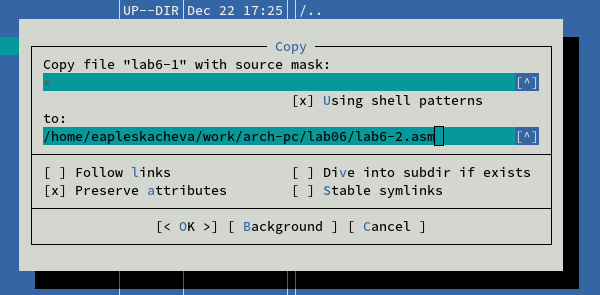 UP--DIR Dec 22 17:25 /..
Copy
Copy file "lab6-1" with source mask:
* [^]
[x] Using shell patterns
to:
/home/eapleskacheva/work/arch-pc/lab06/lab6-2.asm [^]
[ ] Follow links [ ] Dive into subdir if exists
[x] Preserve attributes [ ] Stable symlinks
[< OK >] [ Background ] [ Cancel ]